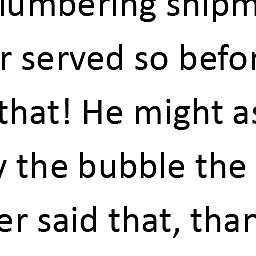 lumbering shipm
r served so befor
that! He might as
y the bubble the
er said that, than